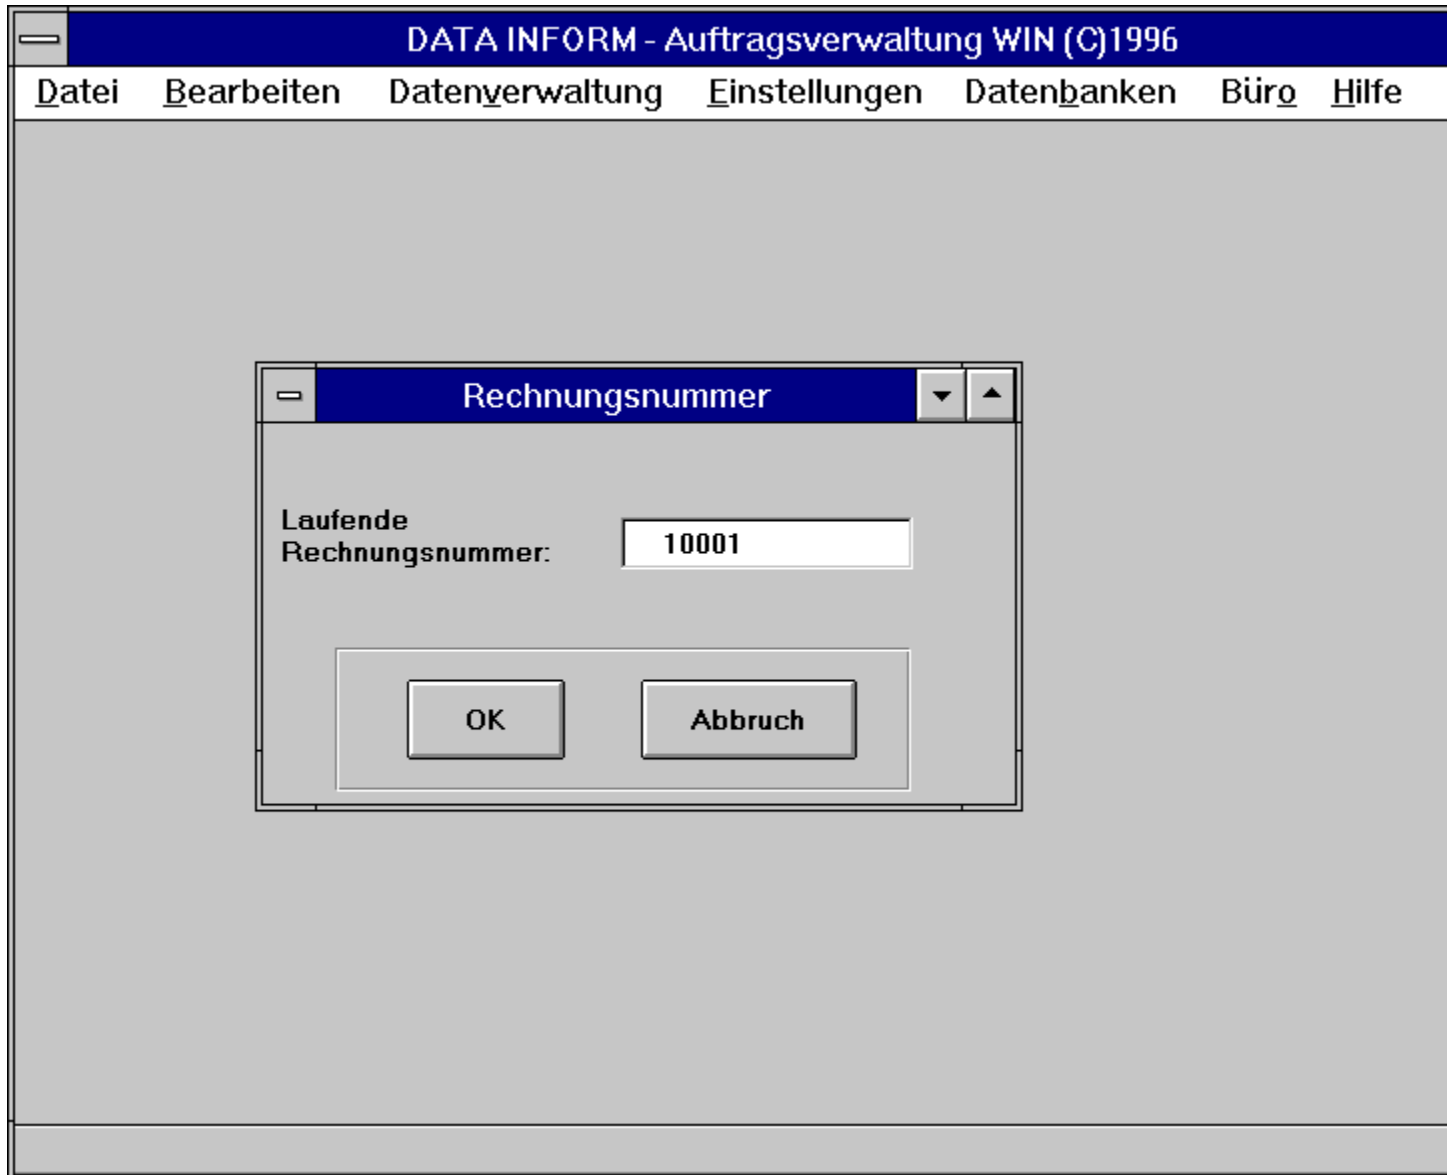 DATA INFORM - Auftragsverwaltung WIN (C)1996
Datei Bearbeiten Datenverwaltung Einstellungen Datenbanken Büro Hilfe
Rechnungsnummer
Laufende
Rechnungsnummer: 10001
OK Abbruch